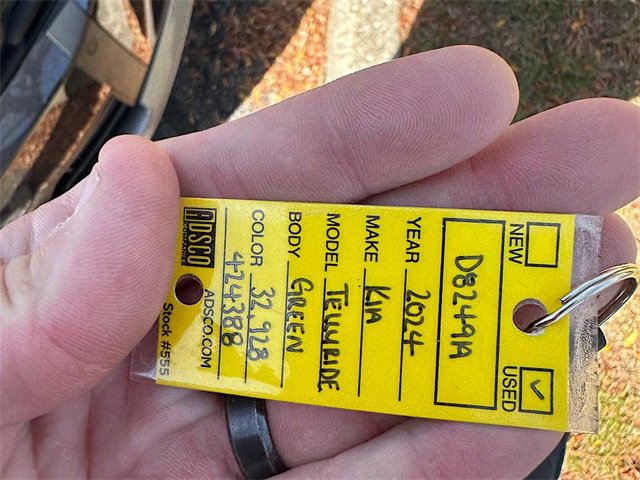 NEW USED ✓
D8249A
YEAR 2024
MAKE KIA
MODEL TELLURIDE
BODY GREEN
COLOR 32,928
424388
ADSCO ADSCO.COM
Stock #555